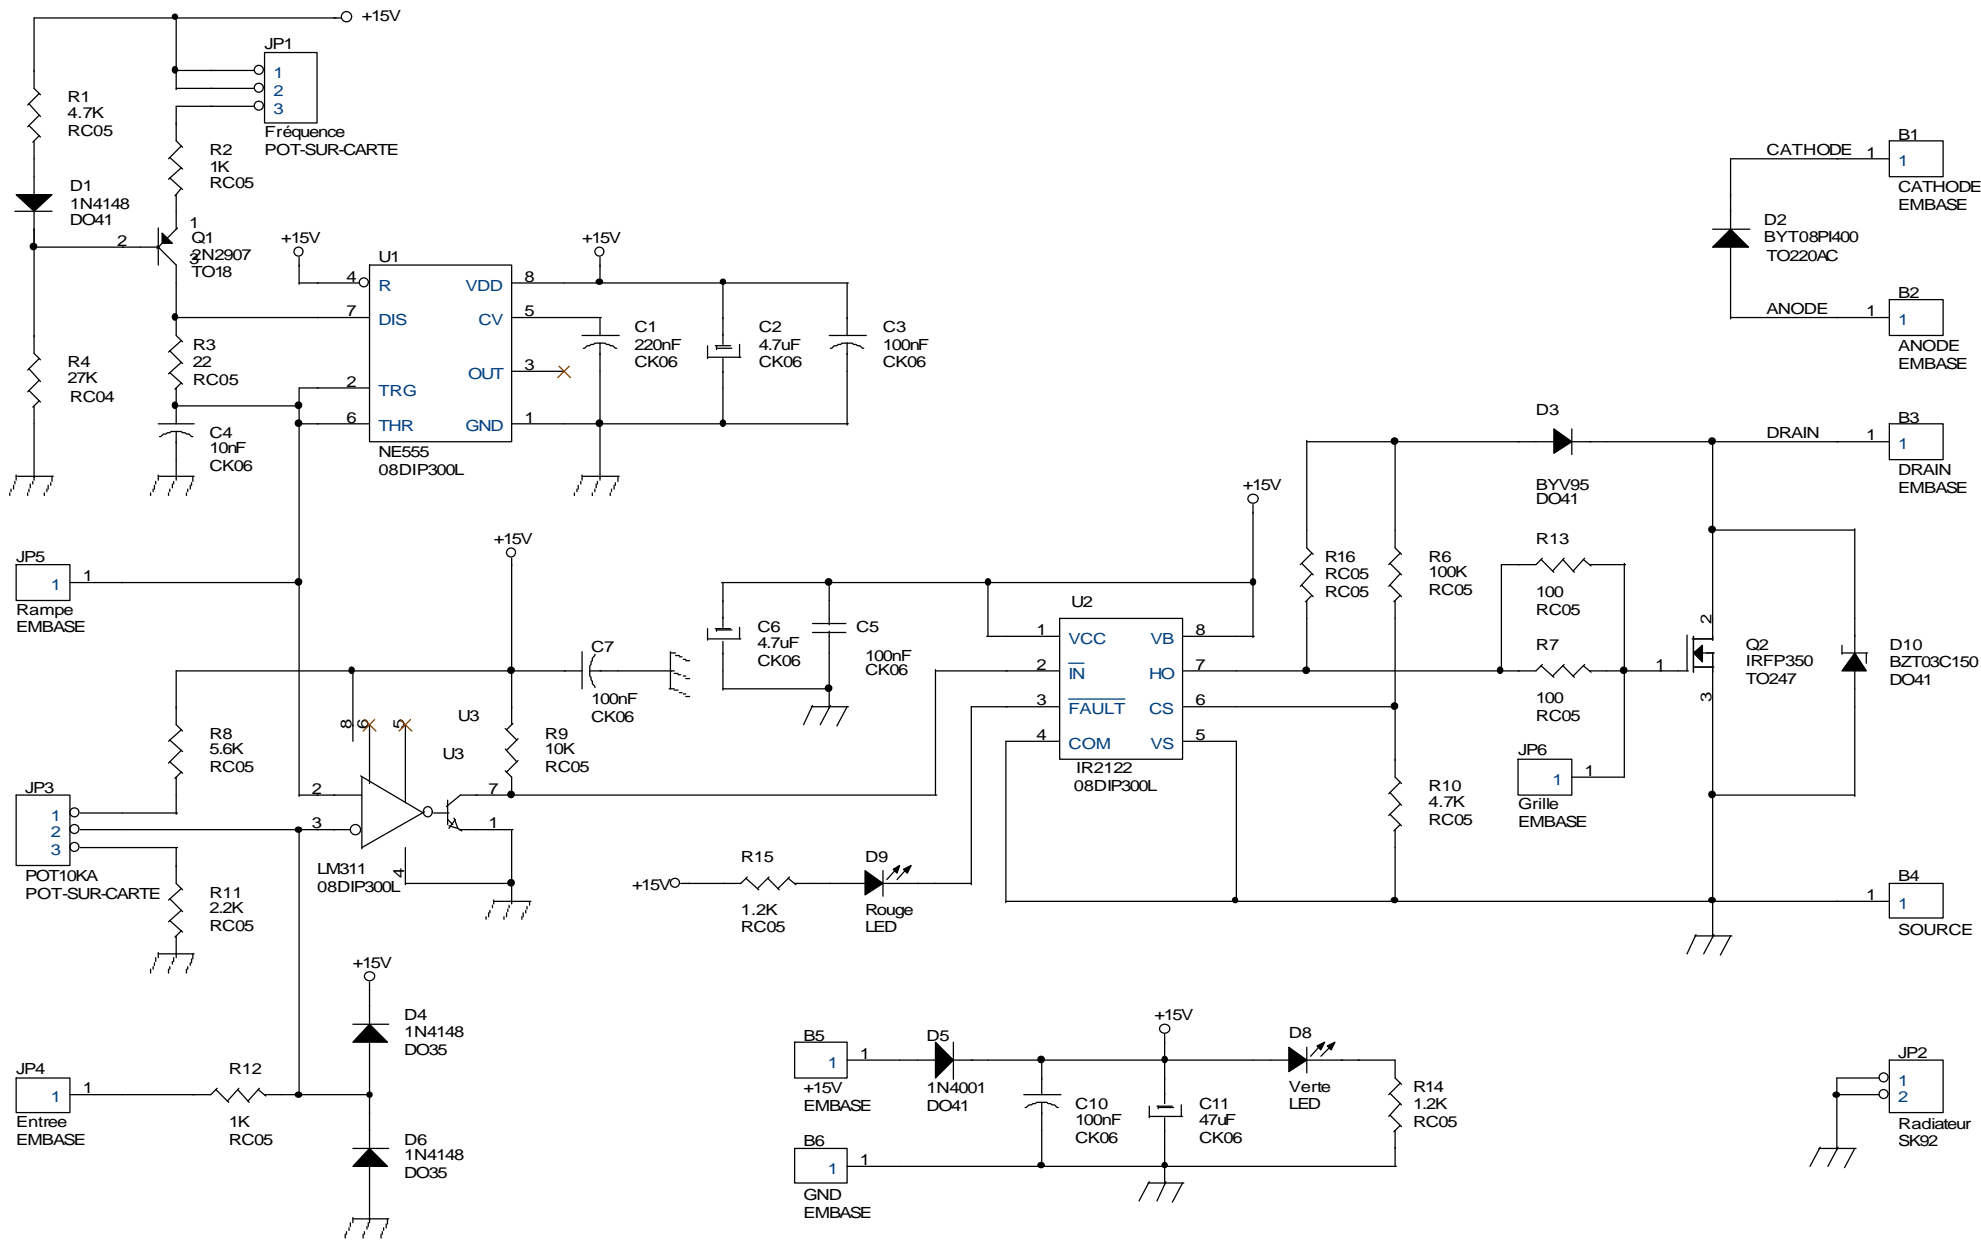 +15V
JP1
1
2
3
Fréquence
POT-SUR-CARTE
R1
4.7K
RC05
R2
1K
RC05
D1
1N4148
DO41
1
2
3
Q1
2N2907
TO18
R4
27K
RC04
R3
22
RC05
C4
10nF
CK06
+15V
+15V
U1
4
R
VDD
8
7
DIS
CV
5
OUT
3
2
TRG
6
THR
GND
1
NE555
08DIP300L
C1
220nF
CK06
C2
4.7uF
CK06
C3
100nF
CK06
B1
CATHODE
1
1
CATHODE
EMBASE
D2
BYT08PI400
TO220AC
B2
ANODE
1
1
ANODE
EMBASE
D3
BYV95
DO41
B3
DRAIN
1
1
DRAIN
EMBASE
JP5
1
1
Rampe
EMBASE
+15V
C7
100nF
CK06
C6
4.7uF
CK06
C5
100nF
CK06
+15V
U2
1
VCC
VB
8
2
IN
HO
7
3
FAULT
CS
6
4
COM
VS
5
IR2122
08DIP300L
R16
RC05
RC05
R6
100K
RC05
R13
100
RC05
R7
100
RC05
2
1
3
Q2
IRFP350
TO247
D10
BZT03C150
DO41
JP6
1
1
Grille
EMBASE
R10
4.7K
RC05
R8
5.6K
RC05
8
6
5
U3
U3
R9
10K
RC05
2
3
7
1
4
LM311
08DIP300L
JP3
1
2
3
POT10KA
POT-SUR-CARTE
R11
2.2K
RC05
+15V
R15
1.2K
RC05
D9
Rouge
LED
B4
1
1
SOURCE
+15V
D4
1N4148
DO35
JP4
1
1
Entree
EMBASE
R12
1K
RC05
D6
1N4148
DO35
B5
1
1
+15V
EMBASE
D5
1N4001
DO41
+15V
C10
100nF
CK06
C11
47uF
CK06
D8
Verte
LED
R14
1.2K
RC05
B6
1
1
GND
EMBASE
JP2
1
2
Radiateur
SK92